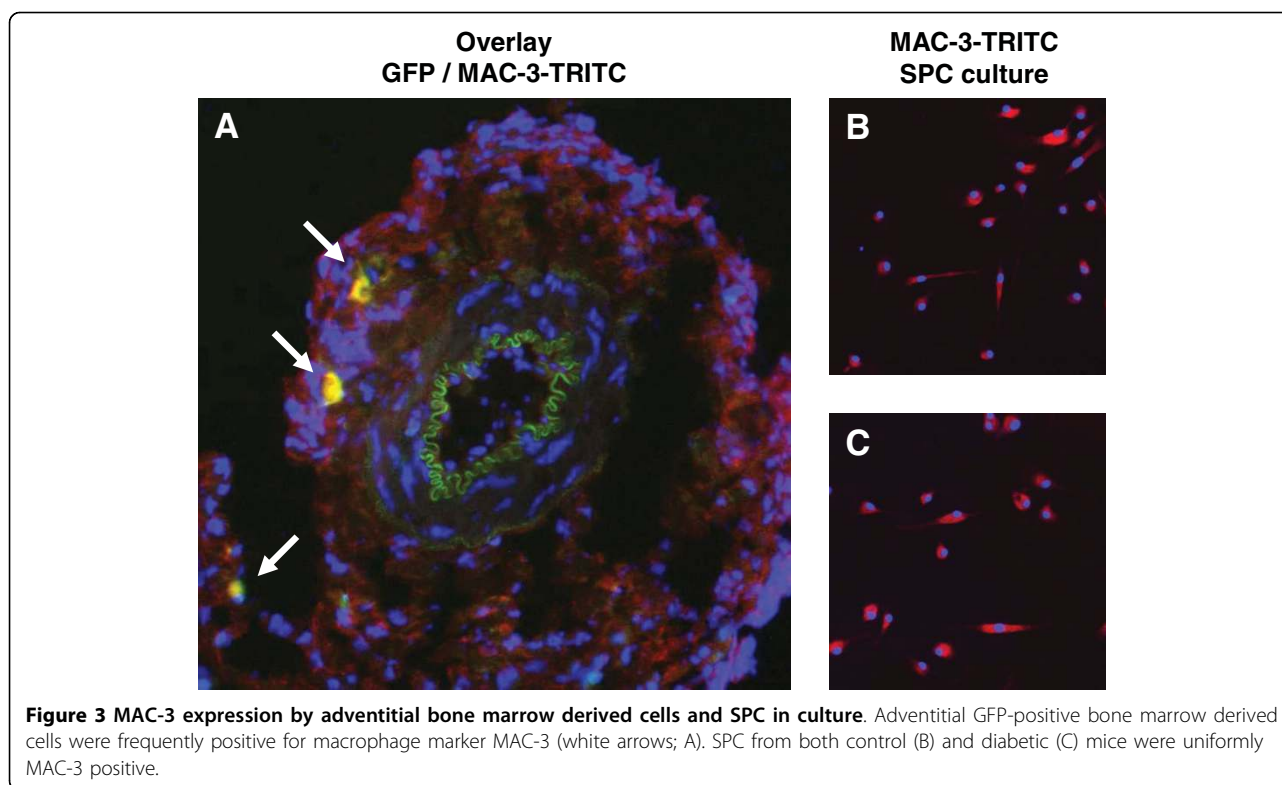 Overlay
GFP / MAC-3-TRITC
MAC-3-TRITC
SPC culture
A
B
C
Figure 3 MAC-3 expression by adventitial bone marrow derived cells and SPC in culture. Adventitial GFP-positive bone marrow derived
cells were frequently positive for macrophage marker MAC-3 (white arrows; A). SPC from both control (B) and diabetic (C) mice were uniformly
MAC-3 positive.